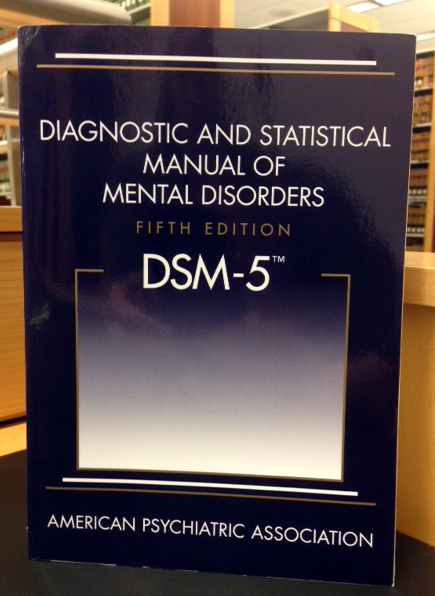 DIAGNOSTIC AND STATISTICAL
MANUAL OF
MENTAL DISORDERS
FIFTH EDITION
DSM-5™
AMERICAN PSYCHIATRIC ASSOCIATION